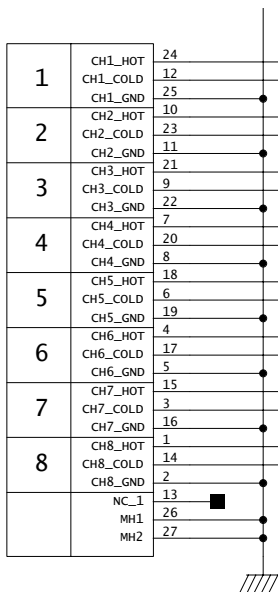 1 CH1_HOT 24
CH1_COLD 12
CH1_GND 25
2 CH2_HOT 10
CH2_COLD 23
CH2_GND 11
3 CH3_HOT 21
CH3_COLD 9
CH3_GND 22
4 CH4_HOT 7
CH4_COLD 20
CH4_GND 8
5 CH5_HOT 18
CH5_COLD 6
CH5_GND 19
6 CH6_HOT 4
CH6_COLD 17
CH6_GND 5
7 CH7_HOT 15
CH7_COLD 3
CH7_GND 16
8 CH8_HOT 1
CH8_COLD 14
CH8_GND 2
NC_1 13
MH1 26
MH2 27